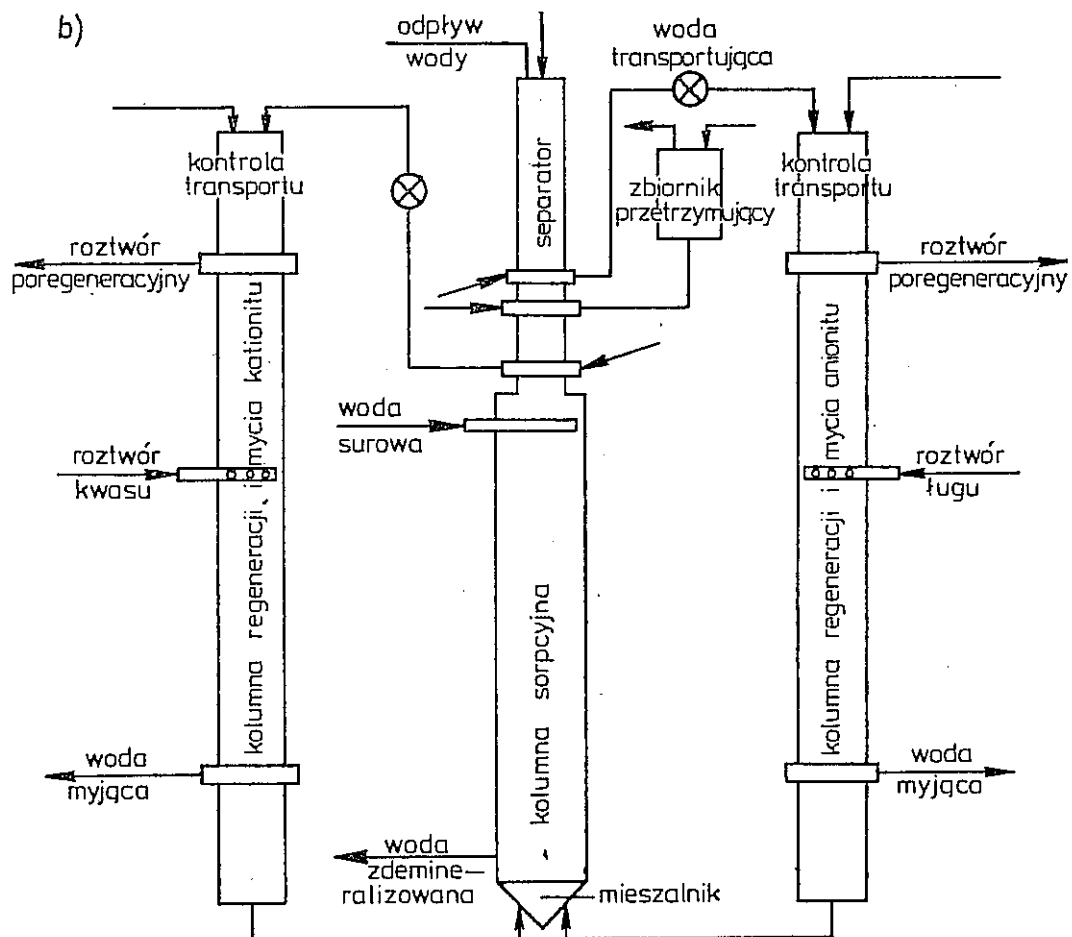 b)
odpływ
wody
woda
transportująca
kontrola
transportu
separator
zbiornik
przetrzymujący
kontrola
transportu
roztwór
poregeneracyjny
roztwór
poregeneracyjny
woda
surowa
roztwór
kwasu
roztwór
ługu
kolumna regeneracji i mycia kationitu
kolumna sorpcyjna
kolumna regeneracji i mycia anionitu
woda
myjąca
woda
myjąca
woda
zdemine-
ralizowana
mieszalnik